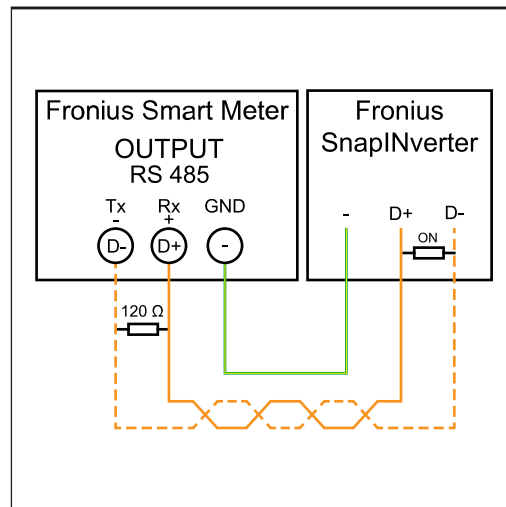 Fronius Smart Meter
OUTPUT
RS 485
Tx Rx GND
- +
D- D+ -
120 Ω
Fronius
SnapINverter
- D+ D-
ON